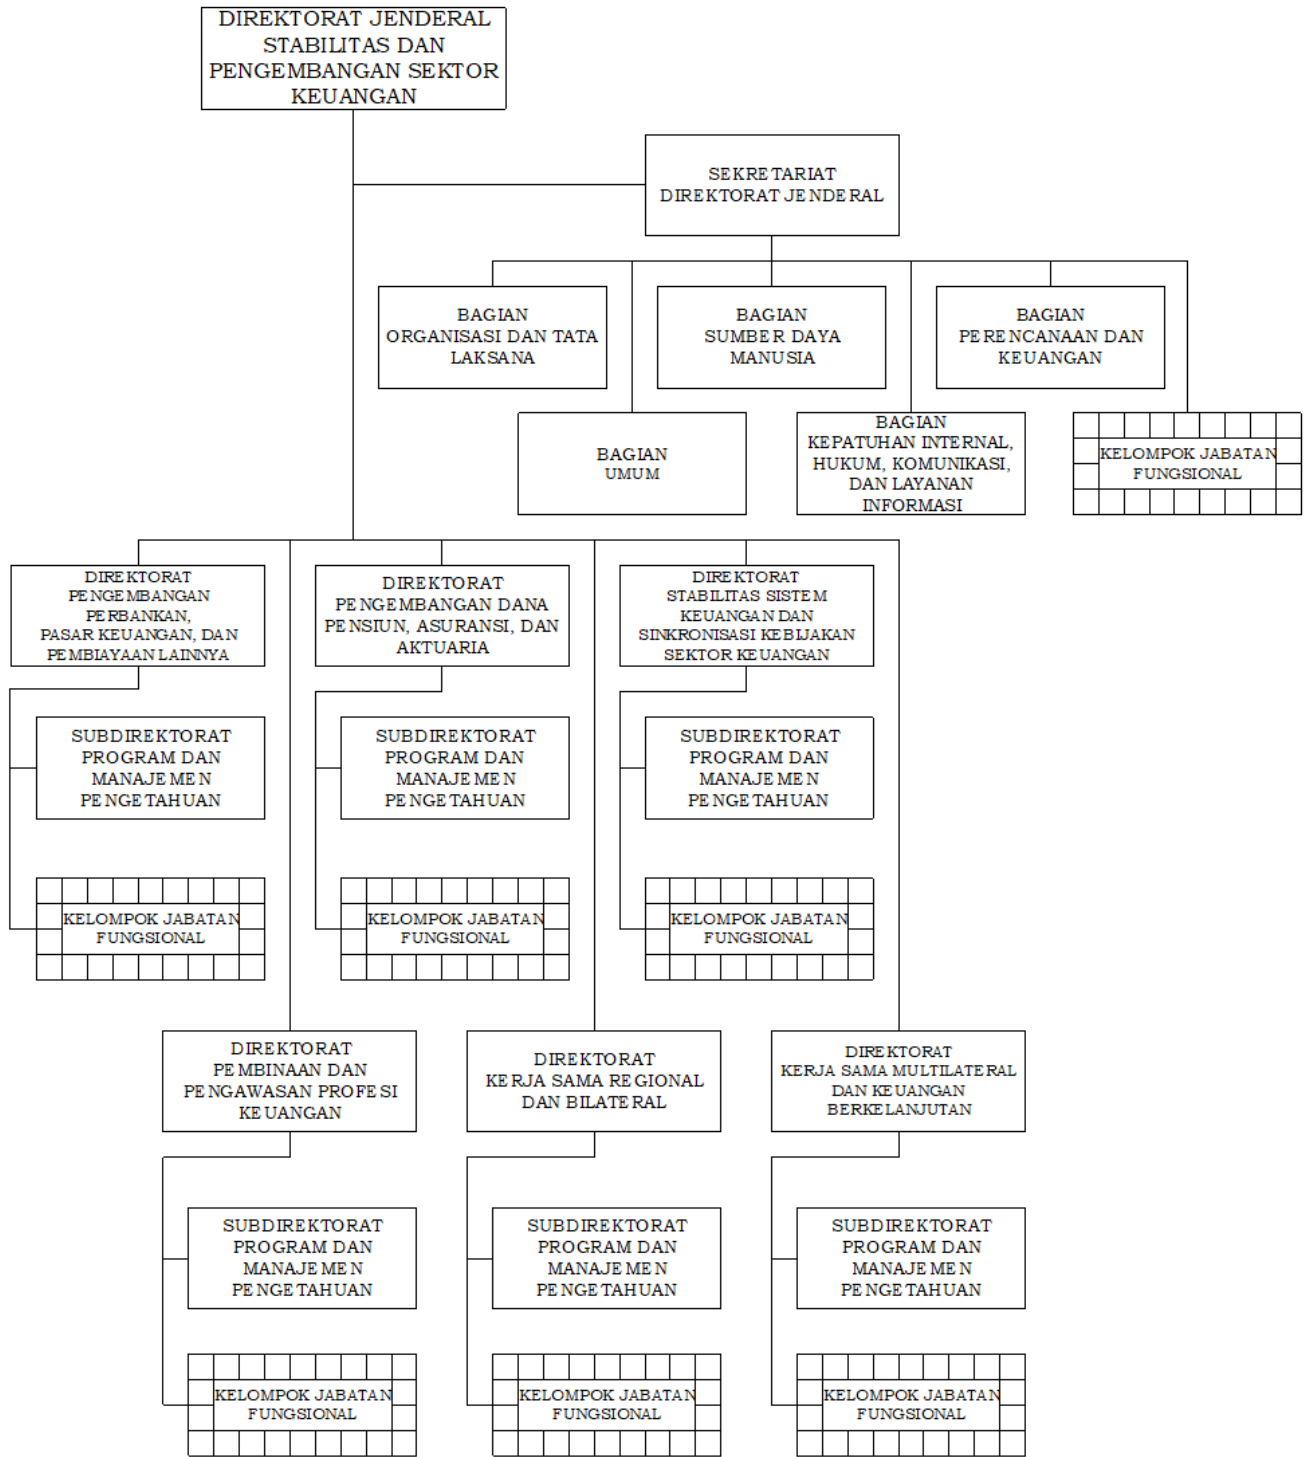 DIREKTORAT JENDERAL
STABILITAS DAN
PENGEMBANGAN SEKTOR
KEUANGAN
SEKRETARIAT
DIREKTORAT JENDERAL
BAGIAN
ORGANISASI DAN TATA
LAKSANA
BAGIAN
SUMBER DAYA
MANUSIA
BAGIAN
PERENCANAAN DAN
KEUANGAN
BAGIAN
UMUM
BAGIAN
KEPATUHAN INTERNAL,
HUKUM, KOMUNIKASI,
DAN LAYANAN
INFORMASI
KELOMPOK JABATAN
FUNGSIONAL
DIREKTORAT
PENGEMBANGAN
PERBANKAN,
PASAR KEUANGAN, DAN
PEMBIAYAAN LAINNYA
DIREKTORAT
PENGEMBANGAN DANA
PENSIUN, ASURANSI, DAN
AKTUARIA
DIREKTORAT
STABILITAS SISTEM
KEUANGAN DAN
SINKRONISASI KEBIJAKAN
SEKTOR KEUANGAN
SUBDIREKTORAT
PROGRAM DAN
MANAJEMEN
PENGETAHUAN
SUBDIREKTORAT
PROGRAM DAN
MANAJEMEN
PENGETAHUAN
SUBDIREKTORAT
PROGRAM DAN
MANAJEMEN
PENGETAHUAN
KELOMPOK JABATAN
FUNGSIONAL
KELOMPOK JABATAN
FUNGSIONAL
KELOMPOK JABATAN
FUNGSIONAL
DIREKTORAT
PEMBINAAN DAN
PENGAWASAN PROFESI
KEUANGAN
DIREKTORAT
KERJA SAMA REGIONAL
DAN BILATERAL
DIREKTORAT
KERJA SAMA MULTILATERAL
DAN KEUANGAN
BERKELANJUTAN
SUBDIREKTORAT
PROGRAM DAN
MANAJEMEN
PENGETAHUAN
SUBDIREKTORAT
PROGRAM DAN
MANAJEMEN
PENGETAHUAN
SUBDIREKTORAT
PROGRAM DAN
MANAJEMEN
PENGETAHUAN
KELOMPOK JABATAN
FUNGSIONAL
KELOMPOK JABATAN
FUNGSIONAL
KELOMPOK JABATAN
FUNGSIONAL